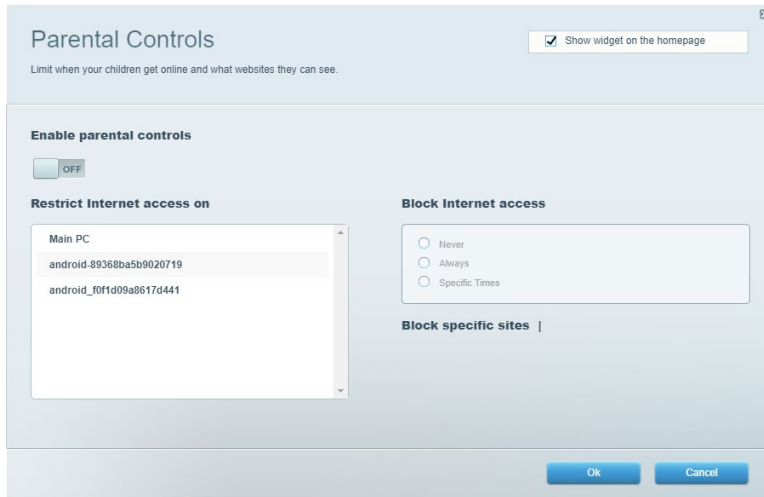 Parental Controls
Show widget on the homepage
Limit when your children get online and what websites they can see.
Enable parental controls
OFF
Restrict Internet access on
Main PC
android-89368ba5b9020719
android_f0f1d09a8617d441
Block Internet access
Never
Always
Specific Times
Block specific sites |
Ok
Cancel